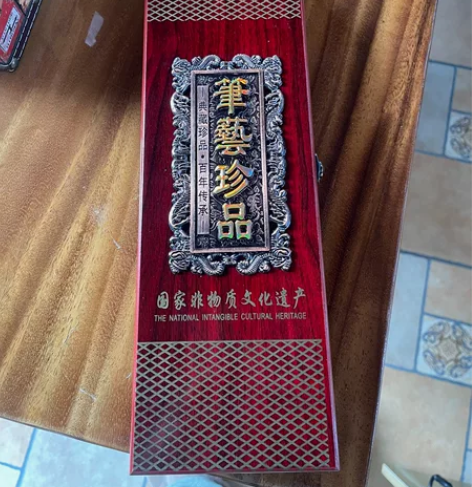 筆藝珍品
典藏珍品·百年传承
国家非物质文化遗产
THE NATIONAL INTANGIBLE CULTURAL HERITAGE